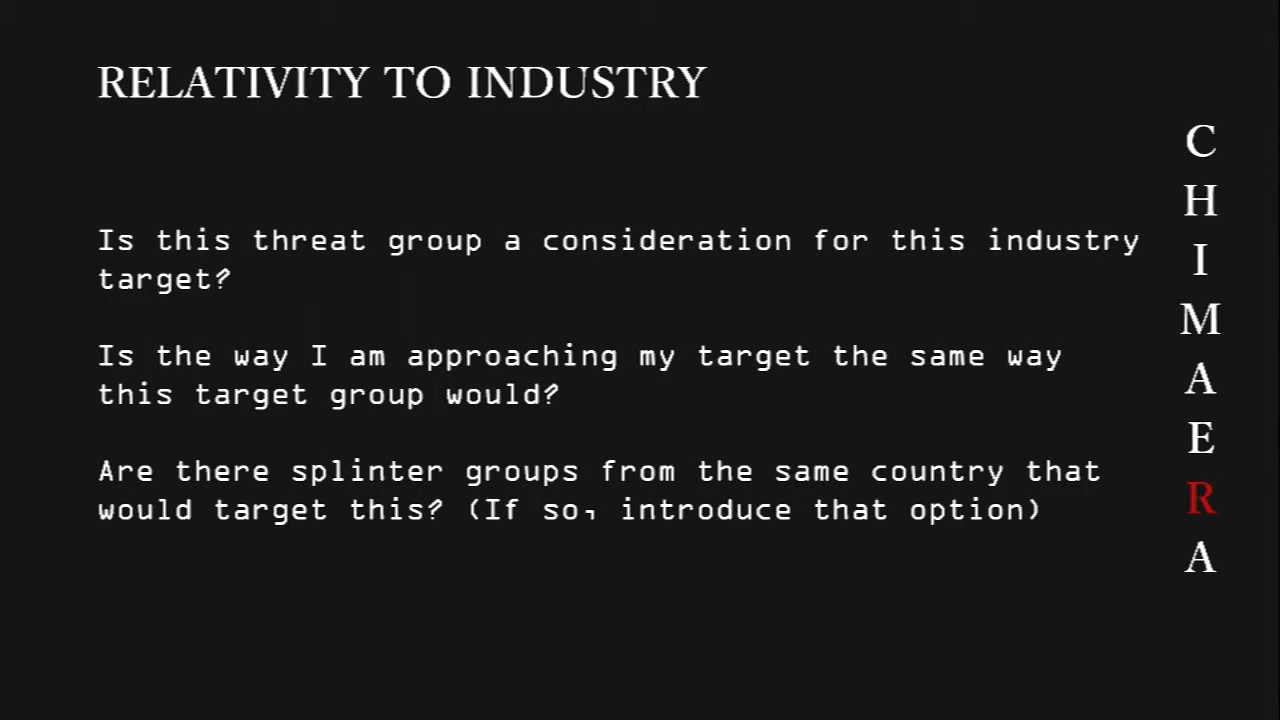 RELATIVITY TO INDUSTRY
Is this threat group a consideration for this industry
target?
Is the way I am approaching my target the same way
this target group would?
Are there splinter groups from the same country that
would target this? (If so, introduce that option)
C
H
I
M
A
E
R
A